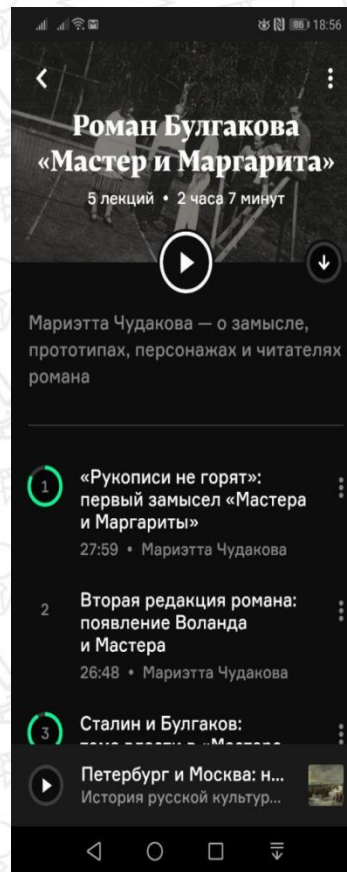 86 18:56
Роман Булгакова
«Мастер и Маргарита»
5 лекций • 2 часа 7 минут
Мариэтта Чудакова — о замысле,
прототипах, персонажах и читателях
романа
1
«Рукописи не горят»:
первый замысел «Мастера
и Маргариты»
27:59 • Мариэтта Чудакова
2
Вторая редакция романа:
появление Воланда
и Мастера
26:48 • Мариэтта Чудакова
3
Сталин и Булгаков:
Петербург и Москва: н...
История русской культур...